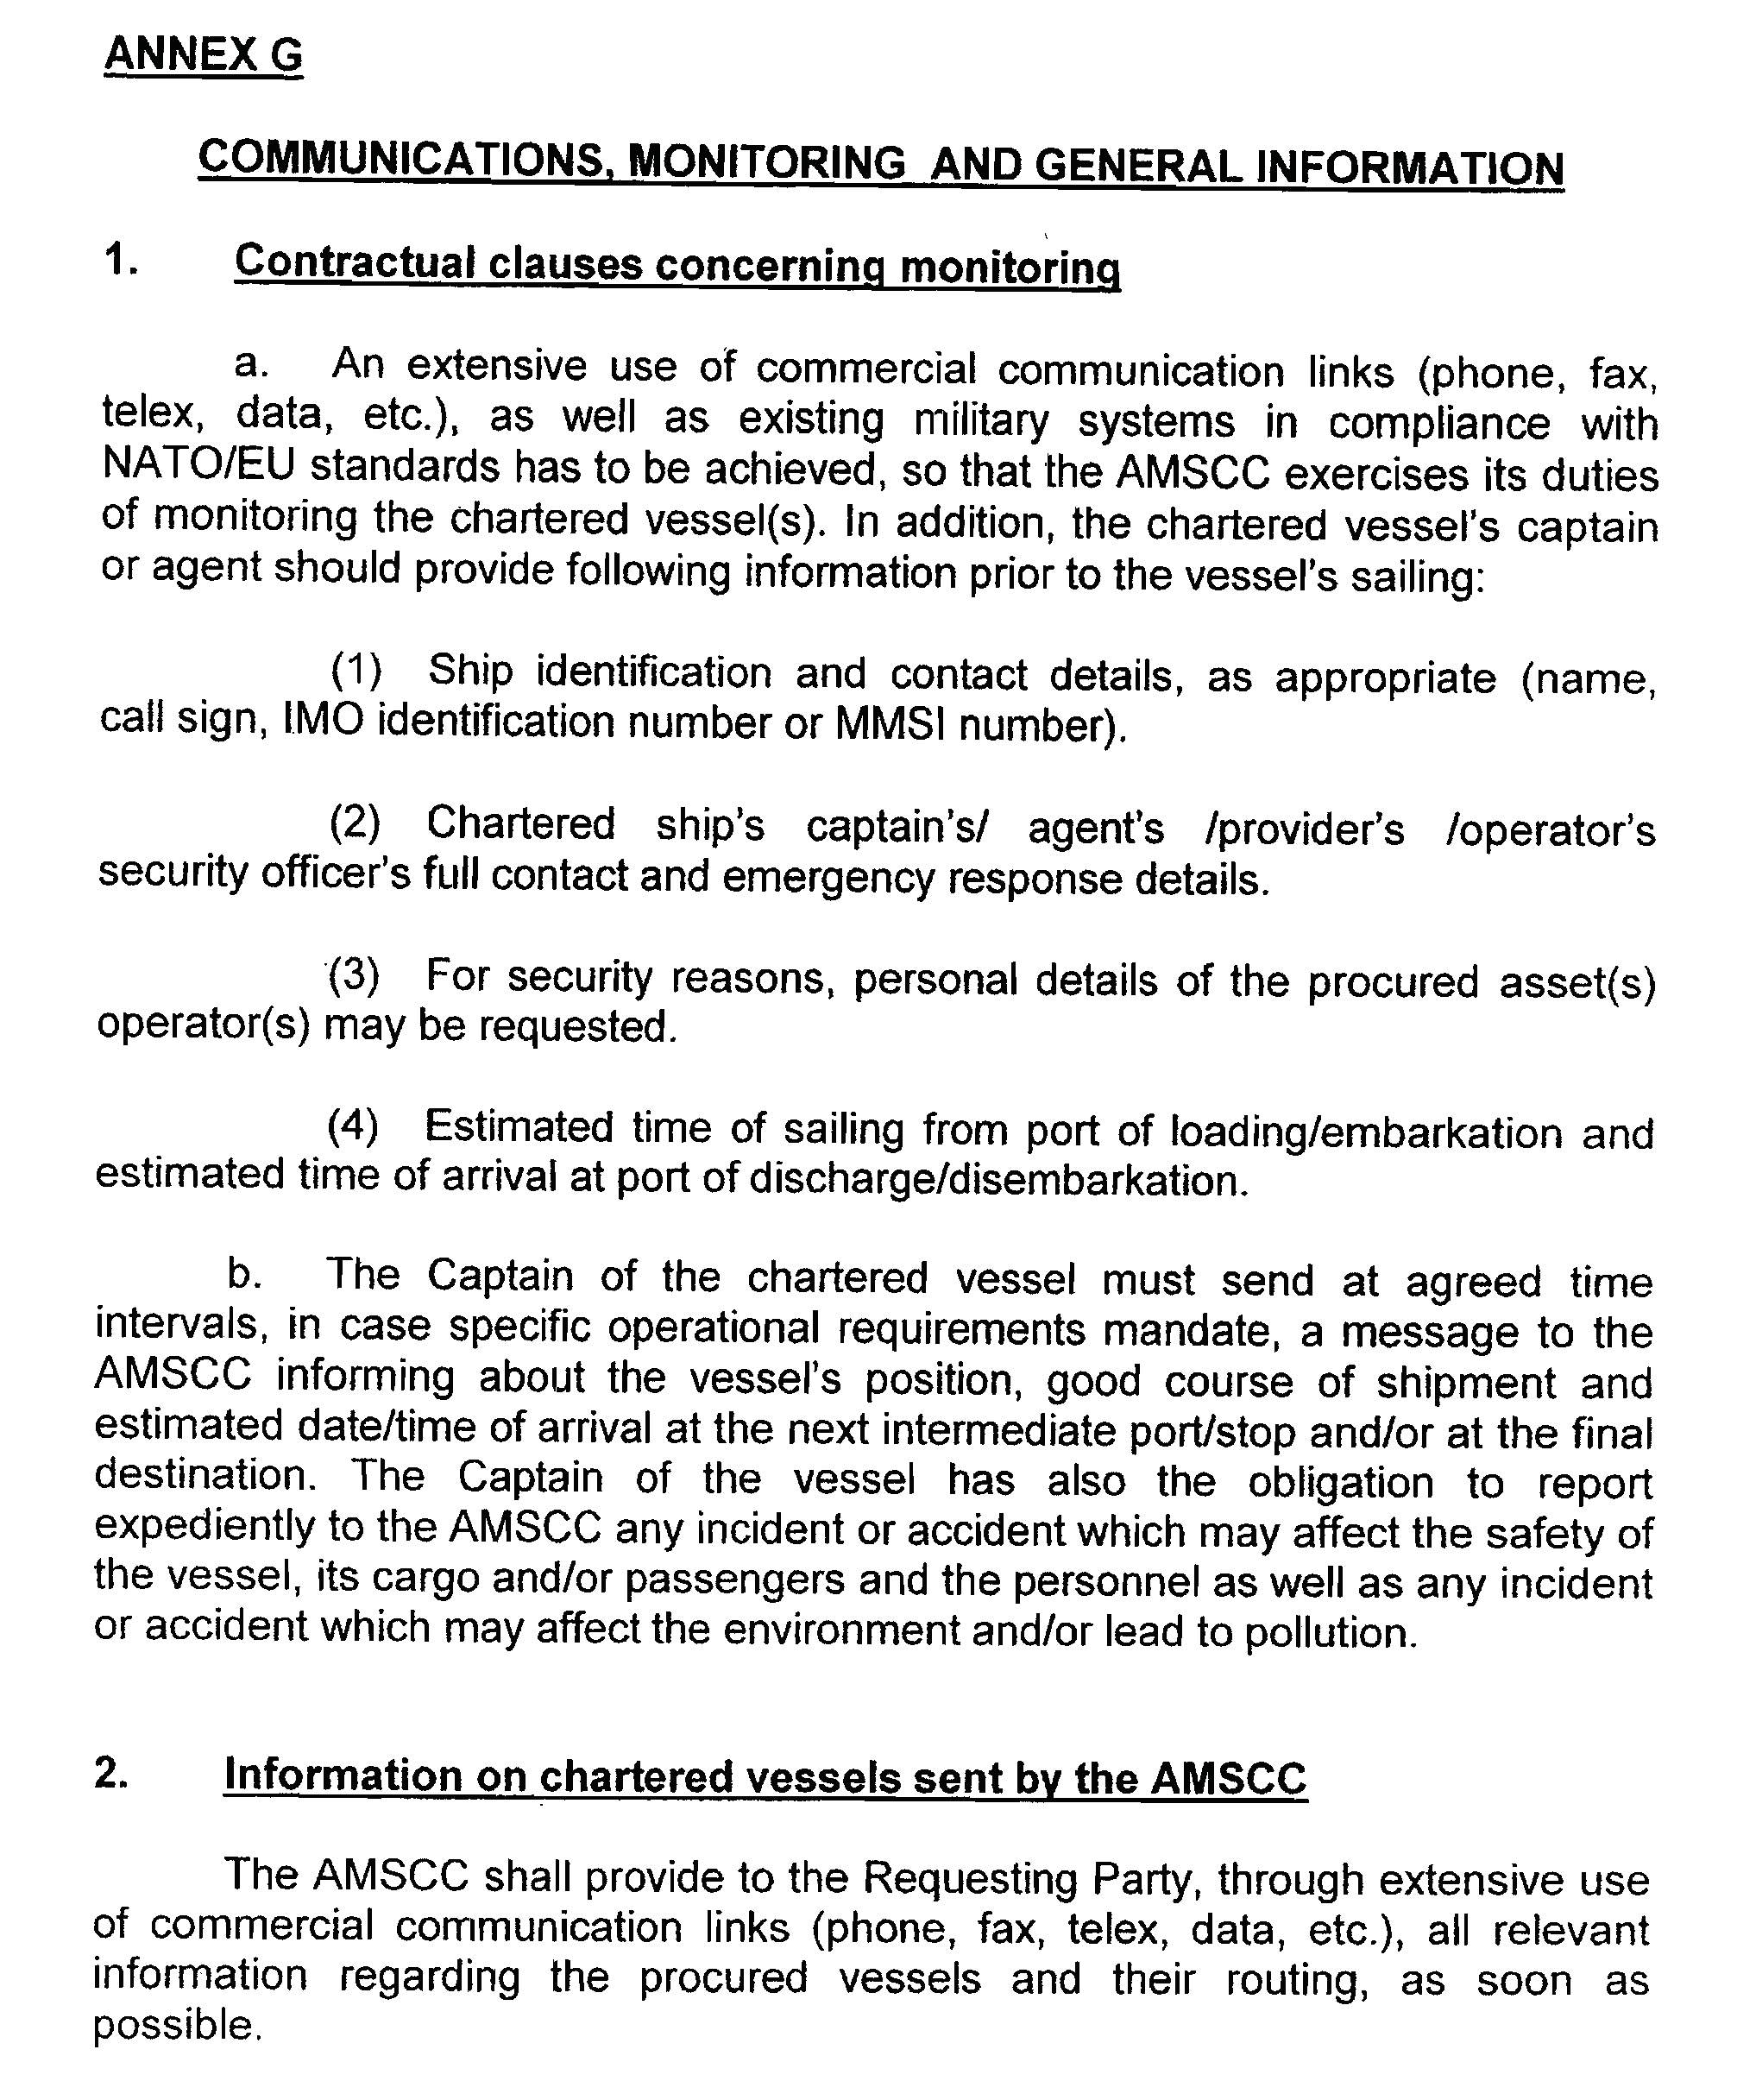 ANNEX G
COMMUNICATIONS, MONITORING AND GENERAL INFORMATION
1. Contractual clauses concerning monitoring
a. An extensive use of commercial communication links (phone, fax,
telex, data, etc.), as well as existing military systems in compliance with
NATO/EU standards has to be achieved, so that the AMSCC exercises its duties
of monitoring the chartered vessel(s). In addition, the chartered vessel's captain
or agent should provide following information prior to the vessel's sailing:
(1) Ship identification and contact details, as appropriate (name,
call sign, IMO identification number or MMSI number).
(2) Chartered ship's captain's/ agent's /provider's /operator's
security officer's full contact and emergency response details.
(3) For security reasons, personal details of the procured asset(s)
operator(s) may be requested.
(4) Estimated time of sailing from port of loading/embarkation and
estimated time of arrival at port of discharge/disembarkation.
b. The Captain of the chartered vessel must send at agreed time
intervals, in case specific operational requirements mandate, a message to the
AMSCC informing about the vessel's position, good course of shipment and
estimated date/time of arrival at the next intermediate port/stop and/or at the final
destination. The Captain of the vessel has also the obligation to report
expediently to the AMSCC any incident or accident which may affect the safety of
the vessel, its cargo and/or passengers and the personnel as well as any incident
or accident which may affect the environment and/or lead to pollution.
2. Information on chartered vessels sent by the AMSCC
The AMSCC shall provide to the Requesting Party, through extensive use
of commercial communication links (phone, fax, telex, data, etc.), all relevant
information regarding the procured vessels and their routing, as soon as
possible.